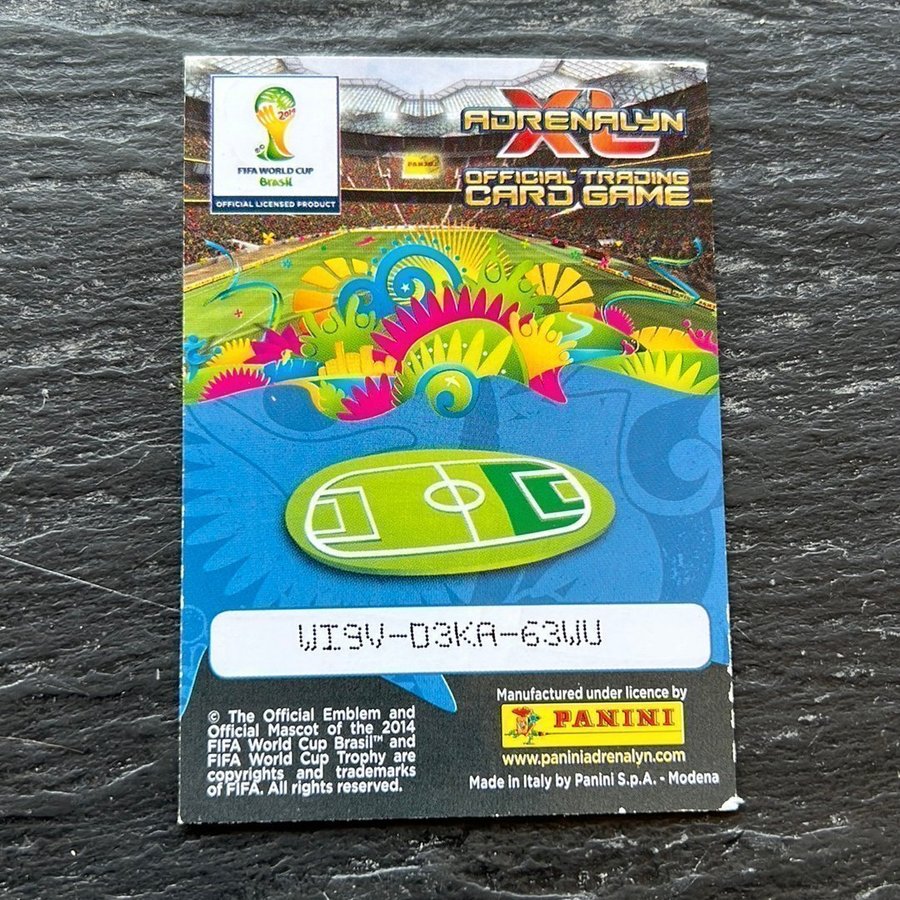 2014
FIFA WORLD CUP
Brasil
OFFICIAL LICENSED PRODUCT
ADRENALYN
XL
OFFICIAL TRADING
CARD GAME
PANINI
WI9V-D3KA-63WU
© The Official Emblem and
Official Mascot of the 2014
FIFA World Cup Brasil™ and
FIFA World Cup Trophy are
copyrights and trademarks
of FIFA. All rights reserved.
Manufactured under licence by
PANINI
www.paniniadrenalyn.com
Made in Italy by Panini S.p.A. - Modena